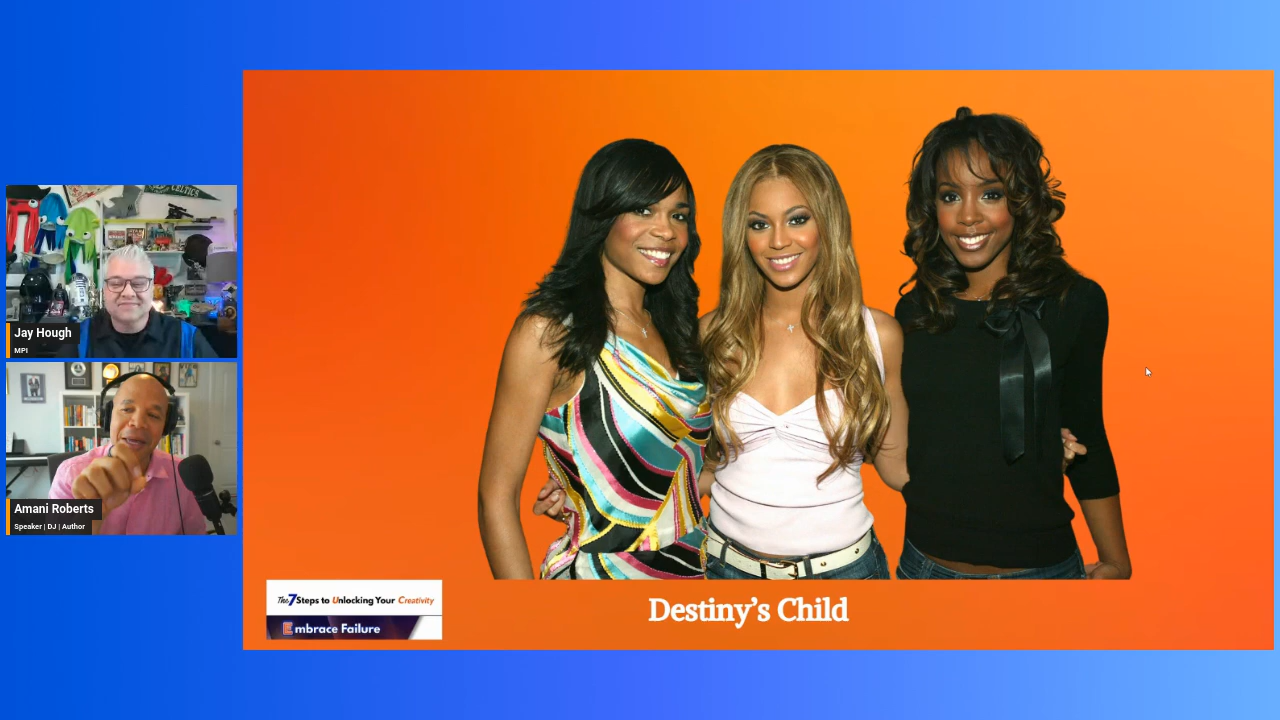 CELTICS
Jay Hough
MPI
Amani Roberts
Speaker | DJ | Author
The 7 Steps to Unlocking Your Creativity
Embrace Failure
Destiny's Child